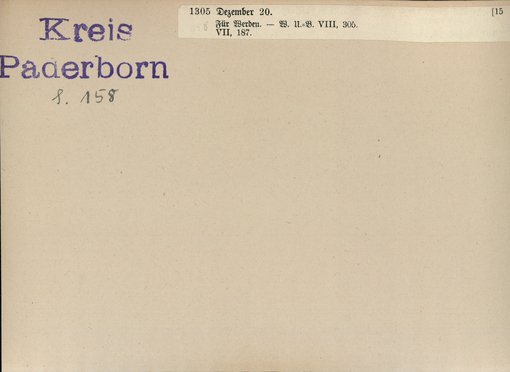 Kreis
Paderborn
S. 158
1305 Dezember 20. [15
Für Werden. — W. U.-B. VIII, 305.
VII, 187.